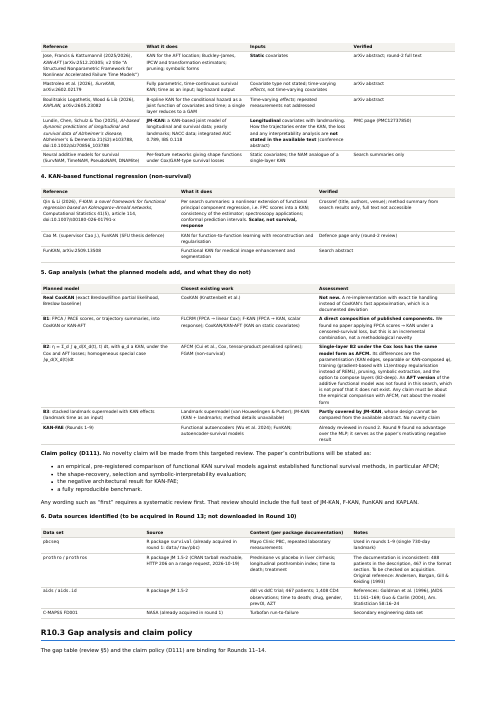 Reference What it does Inputs Verified
Jose, Francis & Kattumannil (2025/2026), KAN for the AFT location; Buckley–James, Static covariates arXiv abstract; round-2 full text
KAN-AFT (arXiv:2512.20305; v2 title "A IPCW and transformation estimators;
Structured Nonparametric Framework for pruning; symbolic forms
Nonlinear Accelerated Failure Time Models")
Mastroleo et al. (2026), SurvKAN, Fully parametric, time-continuous survival Covariate type not stated; time-varying arXiv abstract
arXiv:2602.02179 KAN; time as an input; log-hazard output effects, not time-varying covariates
Boulitsakis Logothetis, Wood & Lió (2026), B-spline KAN for the conditional hazard as a Time-varying effects; repeated arXiv abstract
KAPLAN, arXiv:2605.23082 joint function of covariates and time; a single measurements not addressed
layer reduces to a GAM
Lundin, Chen, Schulz & Tao (2025), AI-based JM-KAN: a KAN-based joint model of Longitudinal covariates with landmarking. PMC page (PMC12737850)
dynamic predictions of longitudinal and longitudinal and survival data; yearly How the trajectories enter the KAN, the loss
survival data of Alzheimer's disease, landmarks; NACC data; integrated AUC and any interpretability analysis are not
Alzheimer's & Dementia 21(S2):e103788, 0.789, IBS 0.118 stated in the available text (conference
doi:10.1002/alz70856_103788 abstract)
Neural additive models for survival Per-feature networks giving shape functions Static covariates; the NAM analogue of a Search summaries only
(SurvNAM, TimeNAM, PseudoNAM, DNAMite) under Cox/GAM-type survival losses single-layer KAN
4. KAN-based functional regression (non-survival)
Reference What it does Verified
Qin & Li (2026), F-KAN: a novel framework for functional Per search summaries: a nonlinear extension of functional Crossref (title, authors, venue); method summary from
regression based on Kolmogorov-Arnold networks, principal component regression, i.e. FPC scores into a KAN; search results only, full text not accessible
Computational Statistics 41(5), article 114, consistency of the estimator; spectroscopy applications;
doi:10.1007/s00180-026-01791-x conformal prediction intervals. Scalar, not survival,
response
Cao M. (supervisor Cao J.), FunKAN (SFU thesis defence) KAN for function-on-function learning with reconstruction and Defence page only (round-2 review)
regularisation
FunKAN, arXiv:2509.13508 Functional KAN for medical image enhancement and Search abstract
segmentation
5. Gap analysis (what the planned models add, and what they do not)
Planned model Closest existing work Assessment
Real CoxKAN (exact Breslow/Efron partial likelihood, CoxKAN (Knottenbelt et al.) Not new. A re-implementation with exact tie handling
Breslow baseline) instead of CoxKAN's fast approximation, which is a
documented deviation
B1: FPCA / PACE scores, or trajectory summaries, into FLCRM (FPCA → linear Cox); F-KAN (FPCA → KAN, scalar A direct composition of published components. We
CoxKAN or KAN-AFT response); CoxKAN/KAN-AFT (KAN on static covariates) found no paper applying FPCA scores → KAN under a
censored-survival loss, but this is an incremental
combination, not a methodological novelty
Cox and AFT losses; homogeneous special case FGAM (non-survival) Single-layer B2 under the Cox loss has the same
model form as AFCM. Its differences are the
parameterisation (KAN edges, separable or KAN-composed φ),
training (gradient-based with L1/entropy regularisation
instead of REML), pruning, symbolic extraction, and the
option to compose layers (B2-deep). An AFT version of the
additive functional model was not found in this search, which
is not proof that it does not exist. Any claim must be about
the empirical comparison with AFCM, not about the model
form
B3: stacked landmark supermodel with KAN effects Landmark supermodel (van Houwelingen & Putter); JM-KAN Partly covered by JM-KAN, whose design cannot be
(landmark time as an input) (KAN + landmarks; method details unavailable) compared from the available abstract. No novelty claim
KAN-FAE (Rounds 1–9) Functional autoencoders (Wu et al. 2024); FunKAN; Already reviewed in round 2. Round 9 found no advantage
autoencoder survival models over the MLP; it serves as the paper's motivating negative
result
Claim policy (D111). No novelty claim will be made from this targeted review. The paper's contributions will be stated as:
• an empirical, pre-registered comparison of functional KAN survival models against established functional survival methods, in particular AFCM;
• the shape-recovery, selection and symbolic-interpretability evaluation;
• the negative architectural result for KAN-FAE;
• a fully reproducible benchmark.
Any wording such as "first" requires a systematic review first. That review should include the full text of JM-KAN, F-KAN, FunKAN and KAPLAN.
6. Data sources identified (to be acquired in Round 13; not downloaded in Round 10)
Data set Source Content (per package documentation) Notes
pbcseq R package survival (already acquired in Mayo Clinic PBC, repeated laboratory Used in rounds 1–9 (single 730-day
round 1: data/raw/pbc) measurements landmark)
prothro / prothros R package JM 1.5-2 (CRAN tarball reachable, Prednisone vs placebo in liver cirrhosis; The documentation is inconsistent: 488
HTTP 206 on a range request, 2026-10-19) longitudinal prothrombin index; time to patients in the description, 467 in the format
death; treatment section. To be checked on acquisition.
Original reference: Andersen, Borgan, Gill &
Keiding (1993)
aids / aids.id R package JM 1.5-2 ddI vs ddC trial; 467 patients, 1,408 CD4 References: Goldman et al. (1996), JAIDS
observations; time to death; drug, gender, 11:161–169; Guo & Carlin (2004), Am.
prevOI, AZT Statistician 58:16–24
C-MAPSS FD001 NASA (already acquired in round 1) Turbofan run-to-failure Secondary engineering data set
R10.3 Gap analysis and claim policy
The gap table (review §5) and the claim policy (D111) are binding for Rounds 11–14.